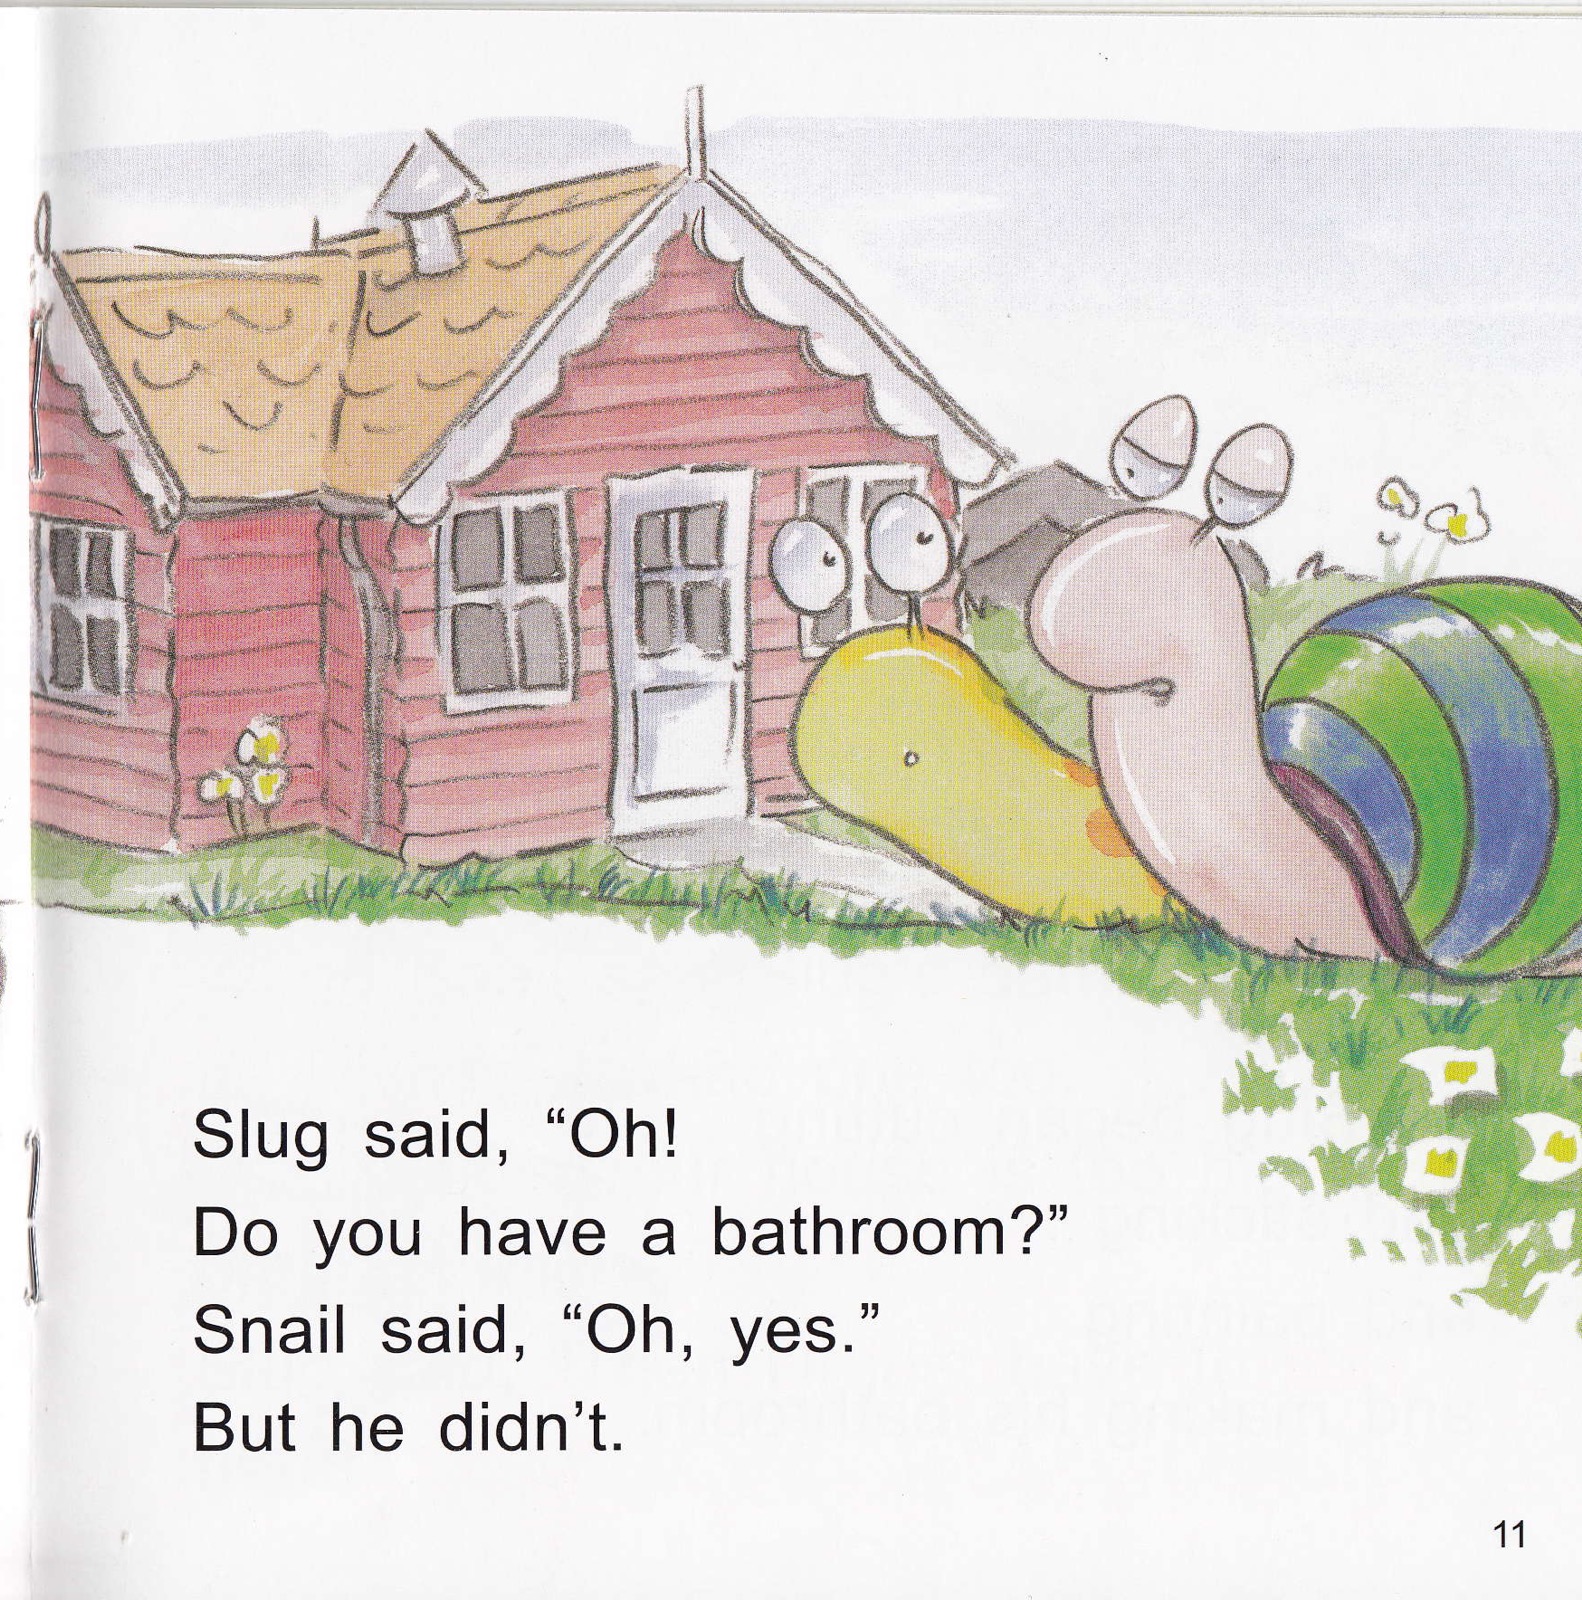 Slug said, “Oh!
Do you have a bathroom?”
Snail said, “Oh, yes.”
But he didn’t.
11